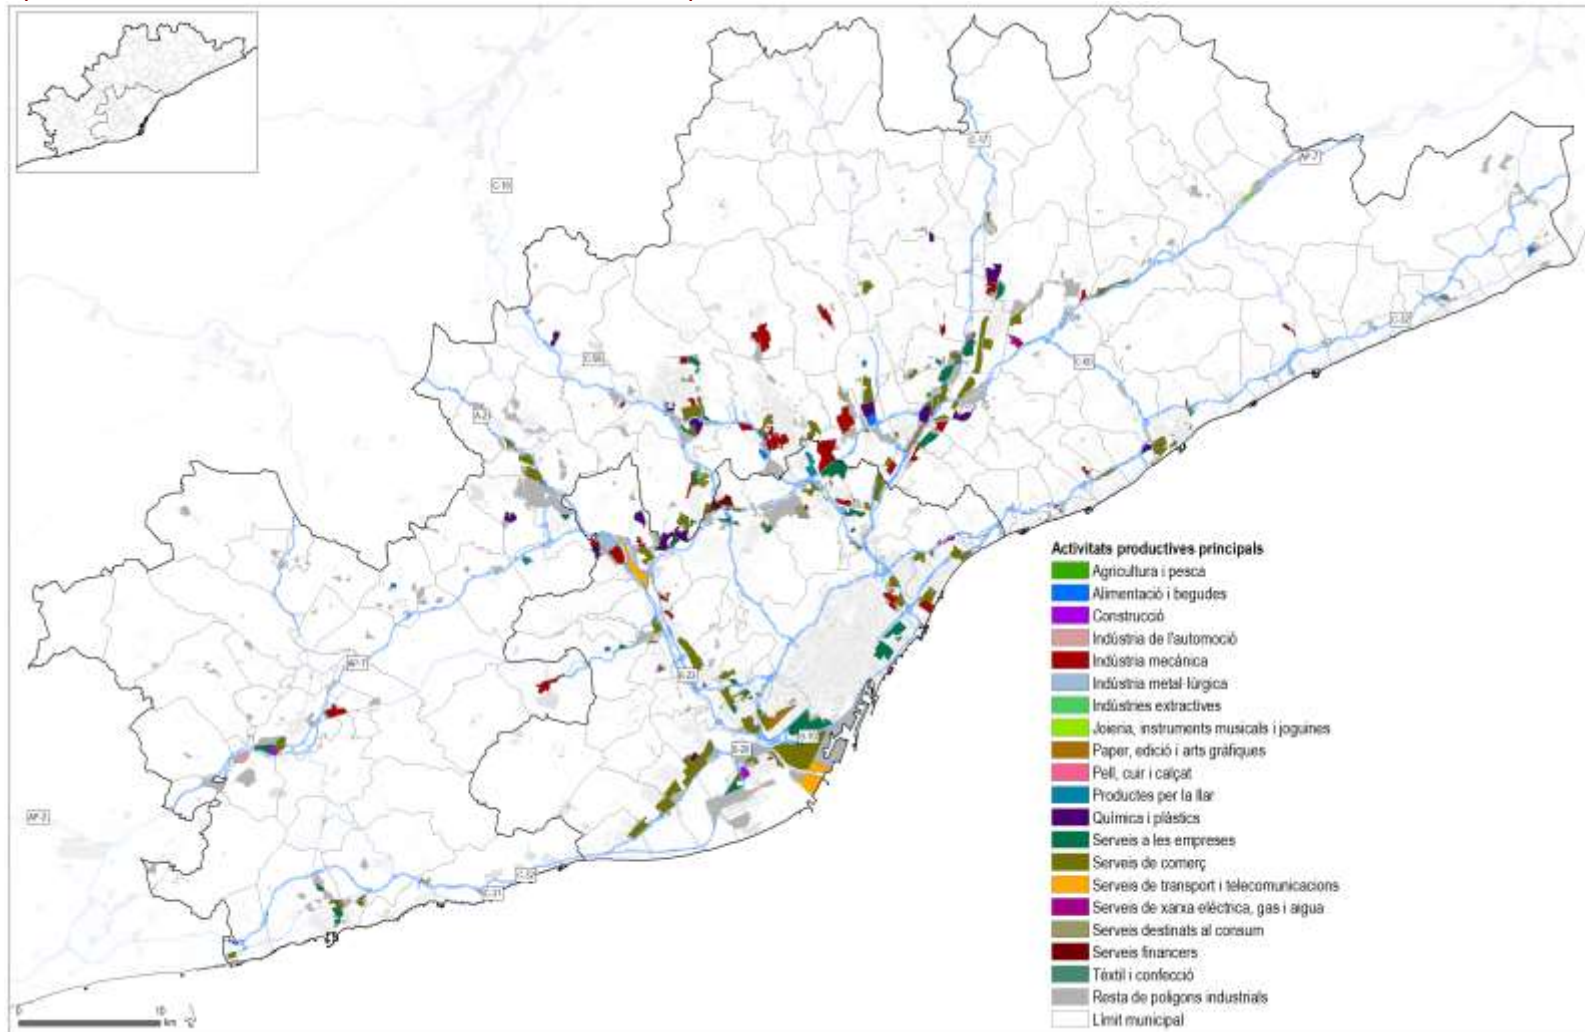 C-16
C-17
AP-7
C-32
C-58
C-60
A-2
AP-7
AP-2
C-32
C-31
Activitats productives principals
Agricultura i pesca
Alimentació i begudes
Construcció
Indústria de l'automoció
Indústria mecànica
Indústria metal·lúrgica
Indústries extractives
Joieria, instruments musicals i joguines
Paper, edició i arts gràfiques
Pell, cuir i calçat
Productes per la llar
Química i plàstics
Serveis a les empreses
Serveis de comerç
Serveis de transport i telecomunicacions
Serveis de xarxa elèctrica, gas i aigua
Serveis destinats al consum
Serveis financers
Tèxtil i confecció
Resta de polígons industrials
Límit municipal
0
10
km